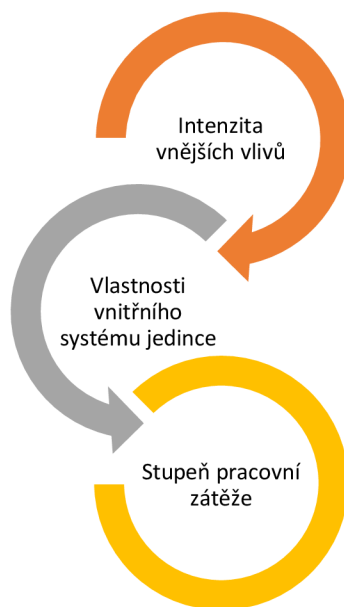 Intenzita
vnějších vlivů
Vlastnosti
vnitřního
systému jedince
Stupeň pracovní
zátěže